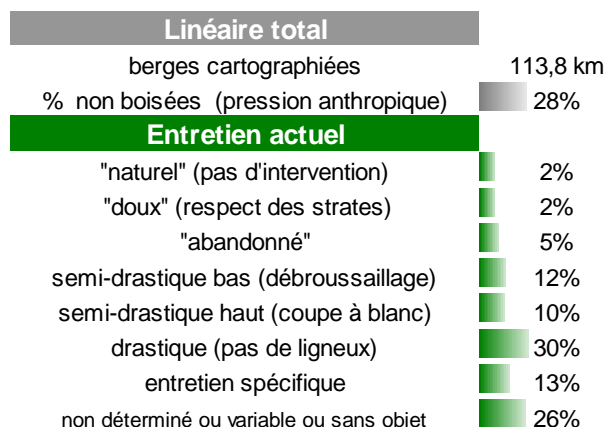 Linéaire total
berges cartographiées 113,8 km
% non boisées (pression anthropique) 28%
Entretien actuel
"naturel" (pas d'intervention) 2%
"doux" (respect des strates) 2%
"abandonné" 5%
semi-drastique bas (débroussaillage) 12%
semi-drastique haut (coupe à blanc) 10%
drastique (pas de ligneux) 30%
entretien spécifique 13%
non déterminé ou variable ou sans objet 26%